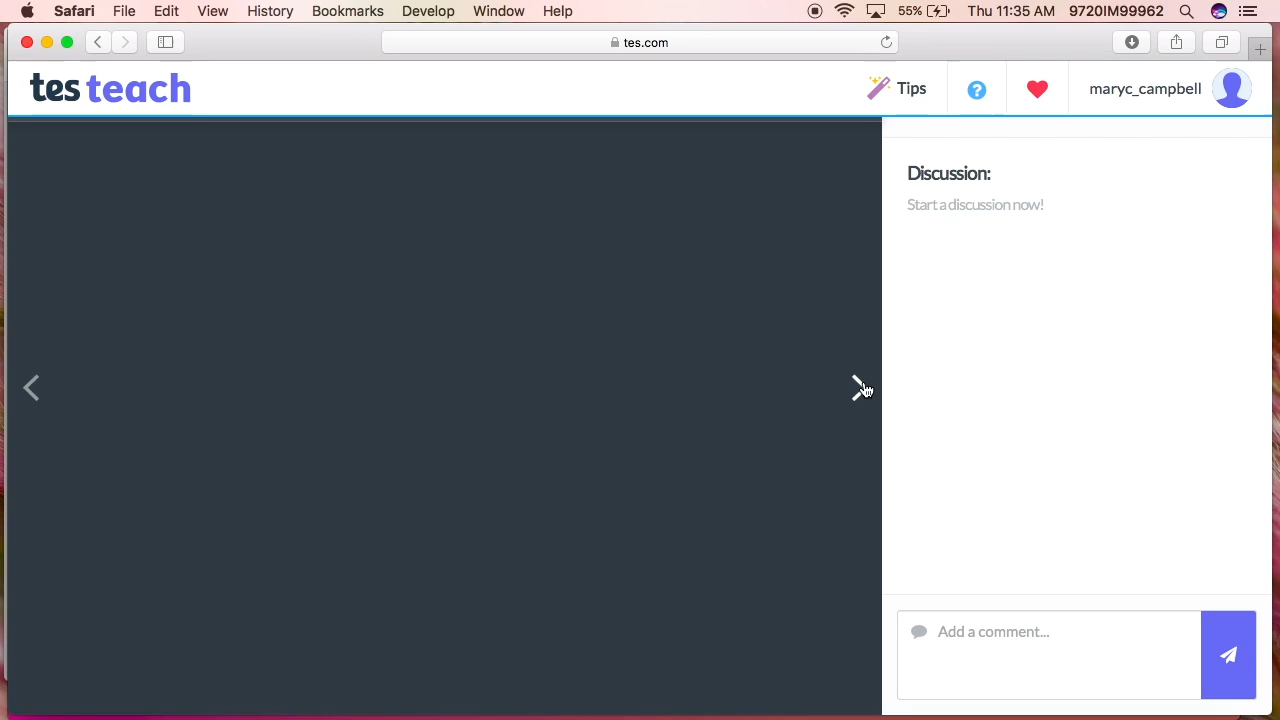 Safari File Edit View History Bookmarks Develop Window Help 55% Thu 11:35 AM 9720IM99962
tes.com
tes teach Tips ? maryc_campbell
Discussion:
Start a discussion now!
Add a comment...